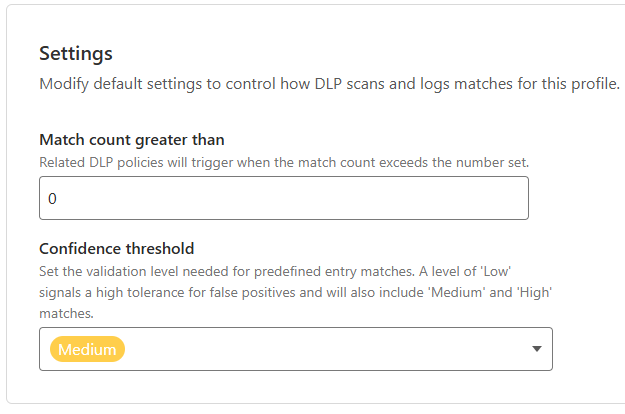 Settings
Modify default settings to control how DLP scans and logs matches for this profile.
Match count greater than
Related DLP policies will trigger when the match count exceeds the number set.
0
Confidence threshold
Set the validation level needed for predefined entry matches. A level of 'Low'
signals a high tolerance for false positives and will also include 'Medium' and 'High'
matches.
Medium